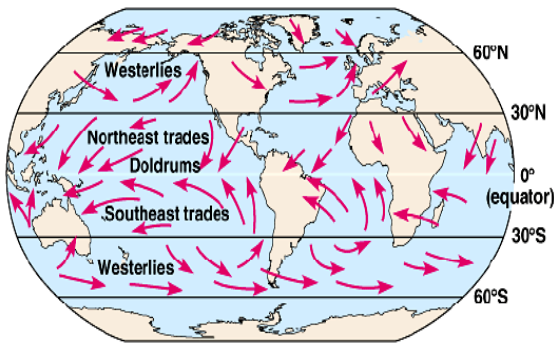 60°N
Westerlies
30°N
Northeast trades
Doldrums
0°
(equator)
Southeast trades
30°S
Westerlies
60°S